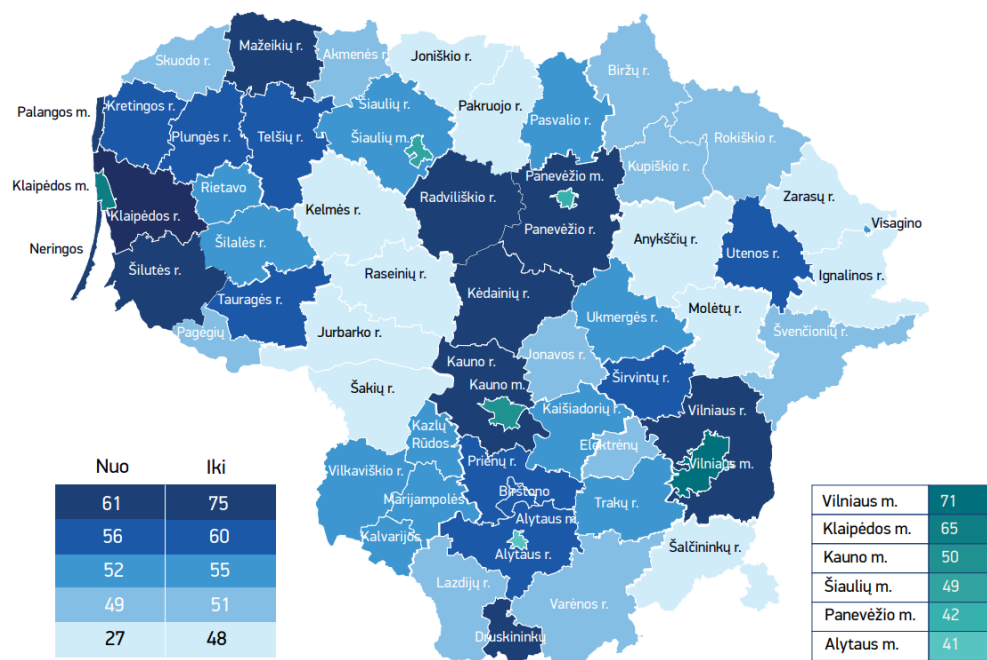 Mažeikių r.
Skuodo r.
Akmenės r.
Joniškio r.
Biržų r.
Palangos m.
Kretingos r.
Šiaulių r.
Pakruojo r.
Pasvalio r.
Plungės r.
Telšių r.
Šiaulių m.
Rokiškio r.
Kupiškio r.
Klaipėdos m.
Rietavo
Radviliškio r.
Panevėžio m.
Zarasų r.
Klaipėdos r.
Kelmės r.
Visagino
Neringos
Šilalės r.
Panevėžio r.
Anykščių r.
Utenos r.
Šilutės r.
Raseinių r.
Ignalinos r.
Tauragės r.
Kėdainių r.
Ukmergės r.
Molėtų r.
Pagėgių
Jurbarko r.
Švenčionių r.
Jonavos r.
Kauno r.
Širvintų r.
Šakių r.
Kauno m.
Kaišiadorių r.
Vilniaus r.
Kazlų
Rūdos
Elektrėnų
Vilkaviškio r.
Prienų r.
Vilniaus m.
Birštono
Marijampolės
Trakų r.
Alytaus m.
Kalvarijos
Alytaus r.
Šalčininkų r.
Lazdijų r.
Varėnos r.
Druskininkų
Nuo Iki
61 75
56 60
52 55
49 51
27 48
Vilniaus m. 71
Klaipėdos m. 65
Kauno m. 50
Šiaulių m. 49
Panevėžio m. 42
Alytaus m. 41